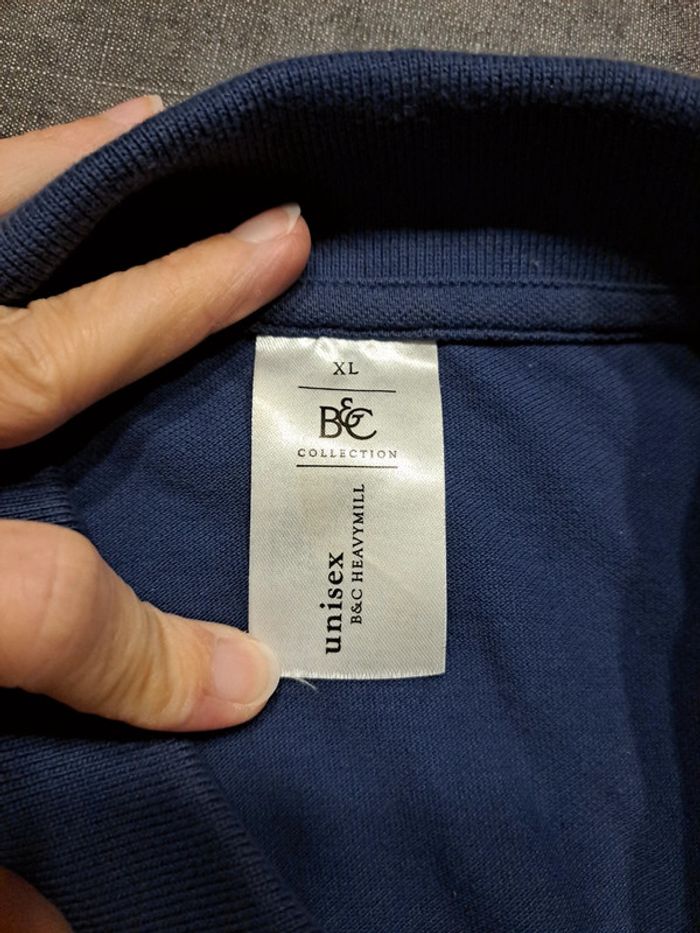 XL
B&C
COLLECTION
unisex
B&C HEAVYMILL